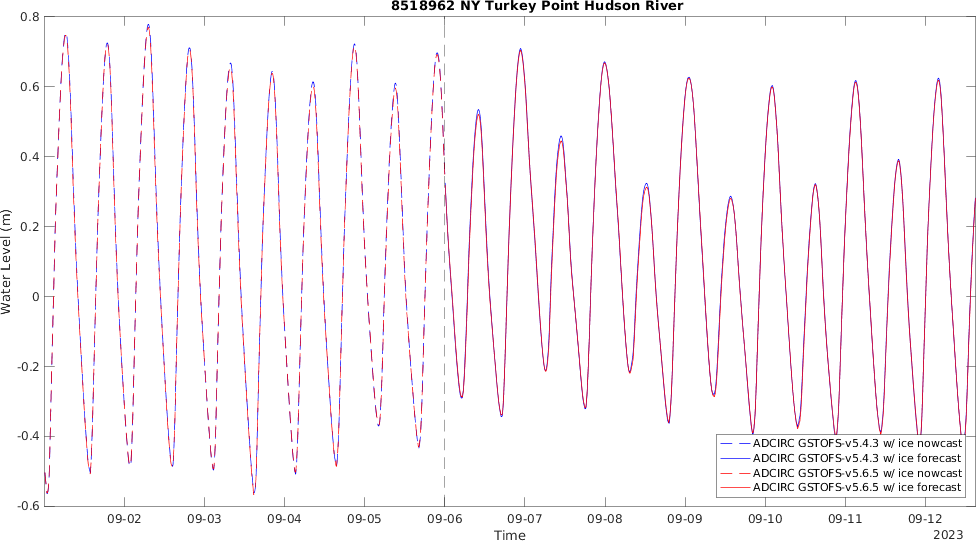 8518962 NY Turkey Point Hudson River
0.8
0.6
0.4
0.2
0
-0.2
-0.4
-0.6
Water Level (m)
ADCIRC GSTOFS-v5.4.3 w/ ice nowcast
ADCIRC GSTOFS-v5.4.3 w/ ice forecast
ADCIRC GSTOFS-v5.6.5 w/ ice nowcast
ADCIRC GSTOFS-v5.6.5 w/ ice forecast
09-02 09-03 09-04 09-05 09-06 09-07 09-08 09-09 09-10 09-11 09-12
Time
2023